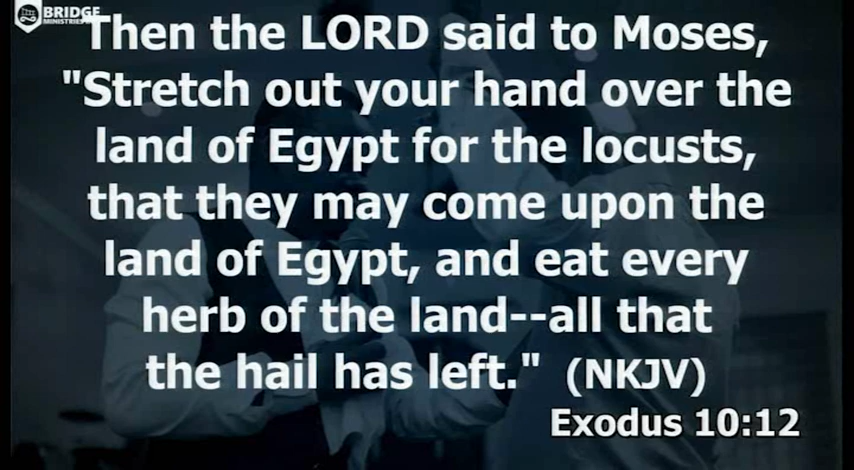 BRIDGE
MINISTRIES
Then the LORD said to Moses,
"Stretch out your hand over the
land of Egypt for the locusts,
that they may come upon the
land of Egypt, and eat every
herb of the land--all that
the hail has left." (NKJV)
Exodus 10:12